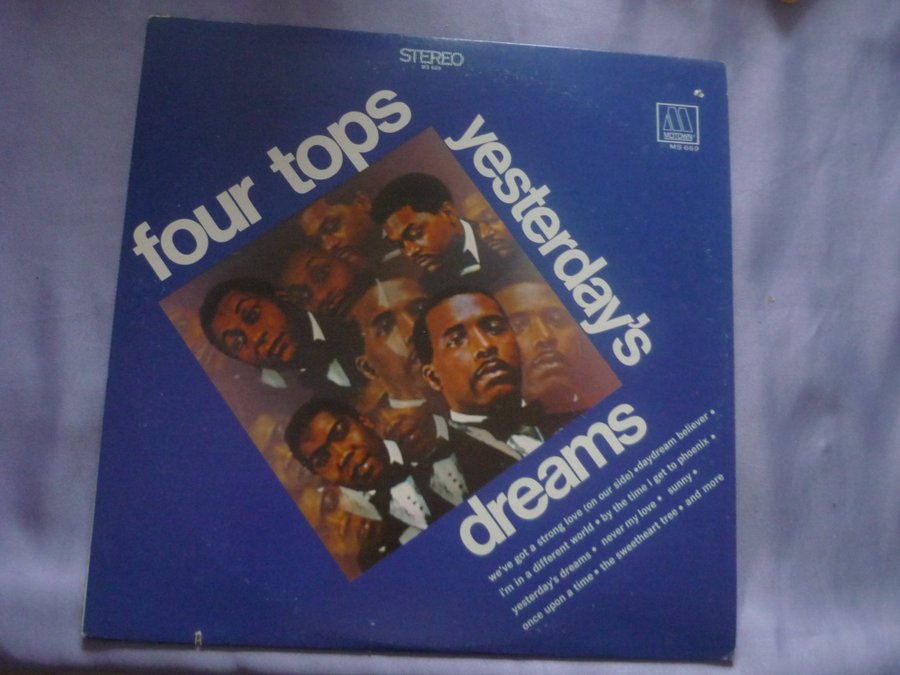 STEREO
MS 669
MOTOWN
MS 669
four tops
yesterday's
dreams
we've got a strong love (on our side) • daydream believer •
i'm in a different world • by the time i get to phoenix •
yesterday's dreams • never my love • sunny •
once upon a time • the sweetheart tree • and more